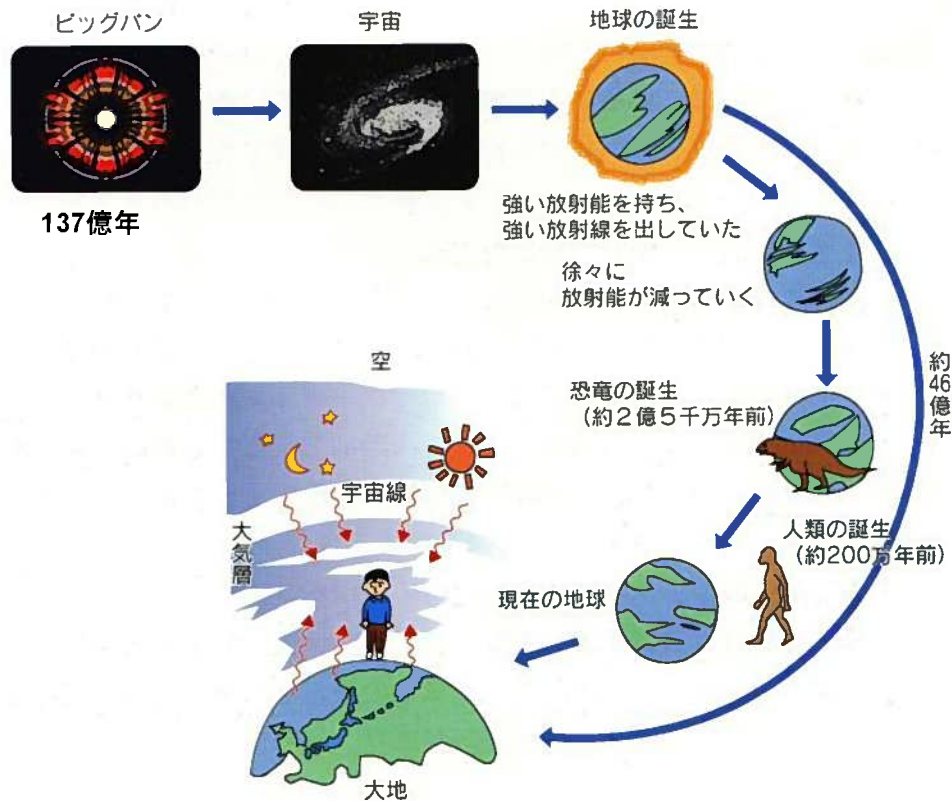 ビッグバン
宇宙
地球の誕生
137億年
強い放射能を持ち、
強い放射線を出していた
徐々に
放射能が減っていく
約46億年
恐竜の誕生
(約2億5千万年前)
人類の誕生
(約200万年前)
現在の地球
空
宇宙線
大気層
大地